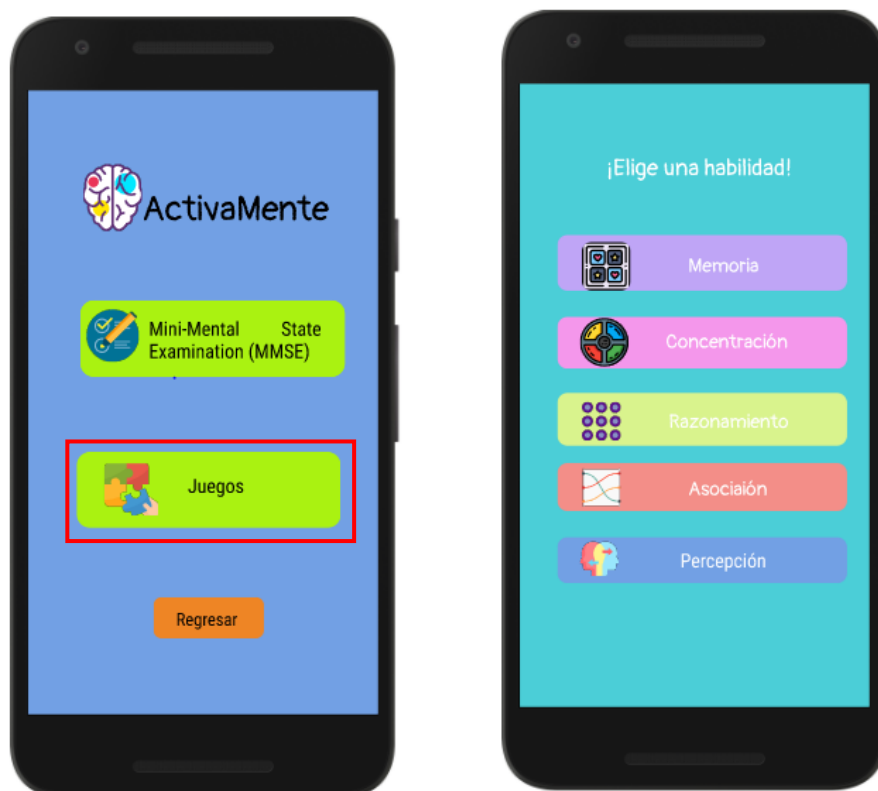 ActivaMente
Mini-Mental State
Examination (MMSE)
Juegos
Regresar
¡Elige una habilidad!
Memoria
Concentración
Razonamiento
Asociaión
Percepción